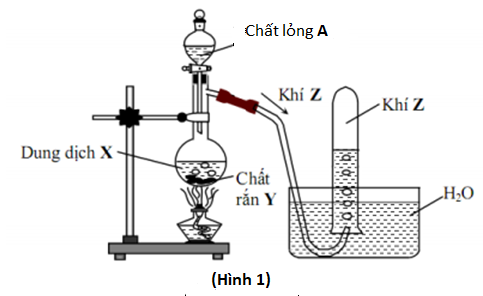 Chất lỏng A
Khí Z
Khí Z
Dung dịch X
Chất
rắn Y
H₂O
(Hình 1)